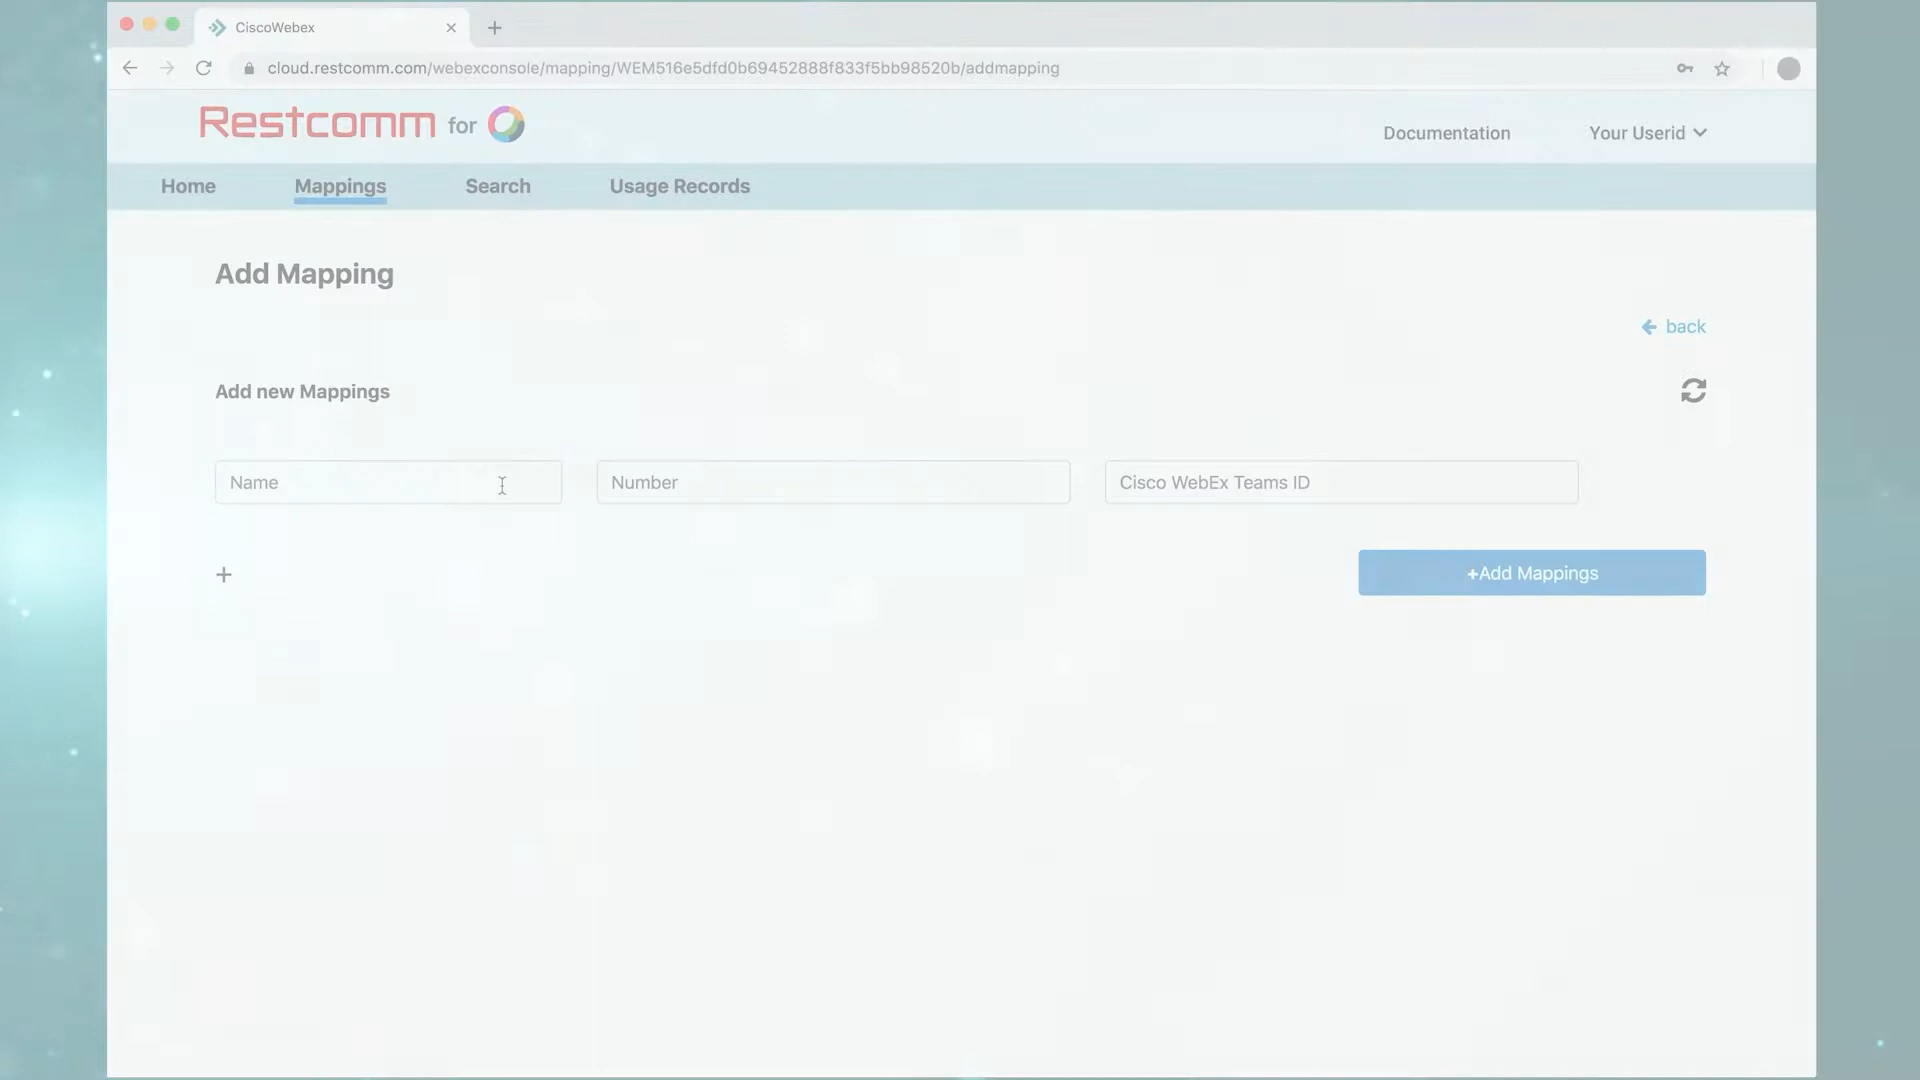 CiscoWebex
cloud.restcomm.com/webexconsole/mapping/WEM516e5dfd0b69452888f833f5bb98520b/addmapping
Restcomm for
Documentation
Your Userid
Home
Mappings
Search
Usage Records
Add Mapping
back
Add new Mappings
Name
Number
Cisco WebEx Teams ID
+
+Add Mappings